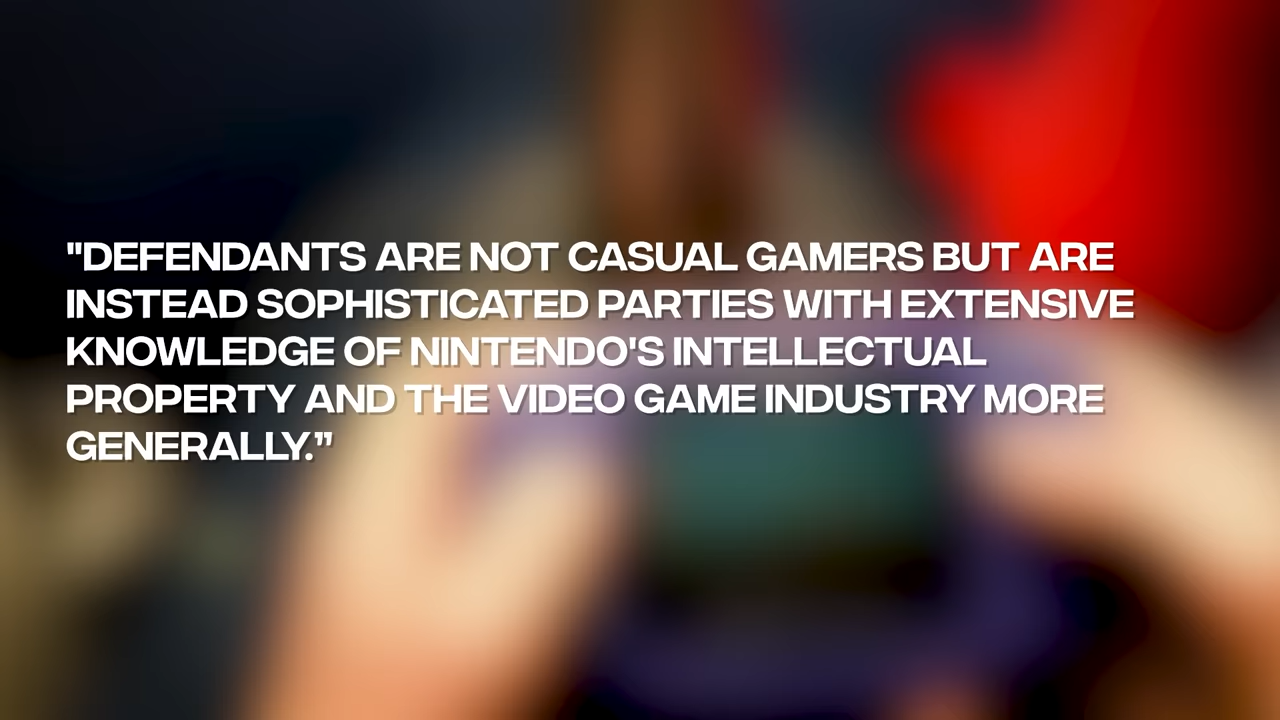 "DEFENDANTS ARE NOT CASUAL GAMERS BUT ARE
INSTEAD SOPHISTICATED PARTIES WITH EXTENSIVE
KNOWLEDGE OF NINTENDO'S INTELLECTUAL
PROPERTY AND THE VIDEO GAME INDUSTRY MORE
GENERALLY.”